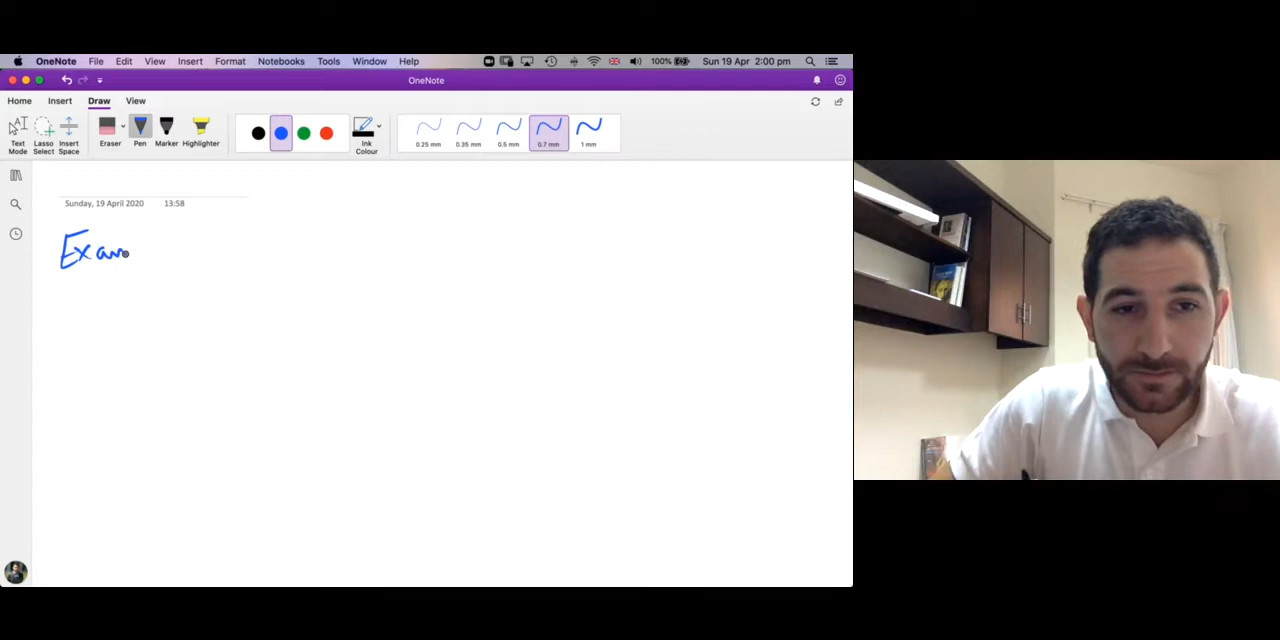 OneNote File Edit View Insert Format Notebooks Tools Window Help 100% Sun 19 Apr 2:00 pm
OneNote
Home Insert Draw View
Text Mode Lasso Select Insert Space Eraser Pen Marker Highlighter Ink Colour 0.25 mm 0.35 mm 0.5 mm 0.7 mm 1 mm
Sunday, 19 April 2020 13:58
Exam